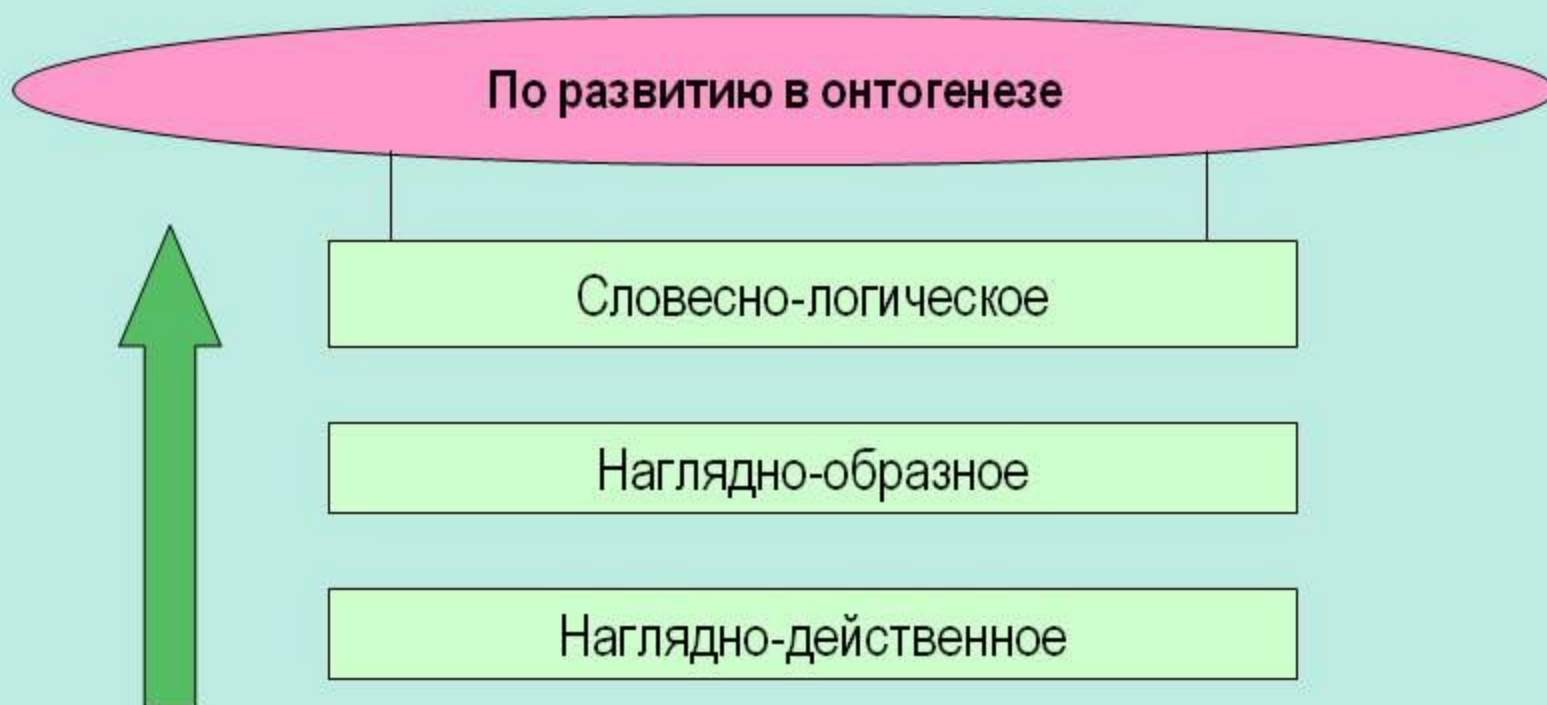 По развитию в онтогенезе
Словесно-логическое
Наглядно-образное
Наглядно-действенное